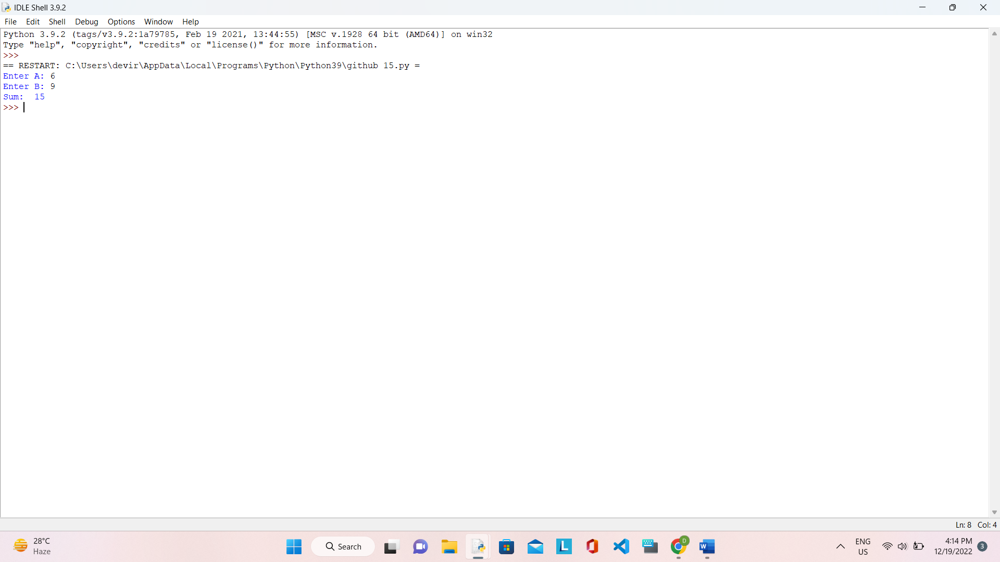 IDLE Shell 3.9.2
File Edit Shell Debug Options Window Help
Python 3.9.2 (tags/v3.9.2:1a79785, Feb 19 2021, 13:44:55) [MSC v.1928 64 bit (AMD64)] on win32
Type "help", "copyright", "credits" or "license()" for more information.
>>>
== RESTART: C:\Users\devir\AppData\Local\Programs\Python\Python39\github 15.py =
Enter A: 6
Enter B: 9
Sum:  15
>>>
Ln: 8 Col: 4
28°C
Haze
Search
L
D
W
ENG
US
4:14 PM
12/19/2022
3